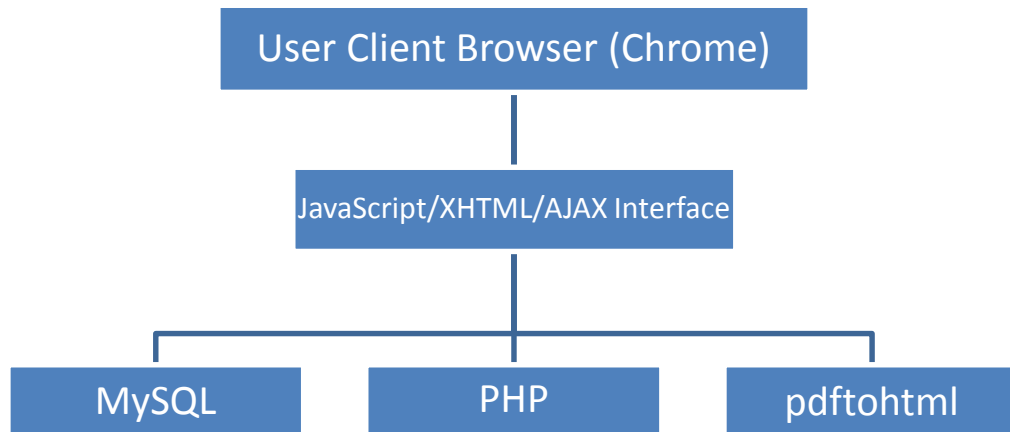 User Client Browser (Chrome)
JavaScript/XHTML/AJAX Interface
MySQL
PHP
pdftohtml